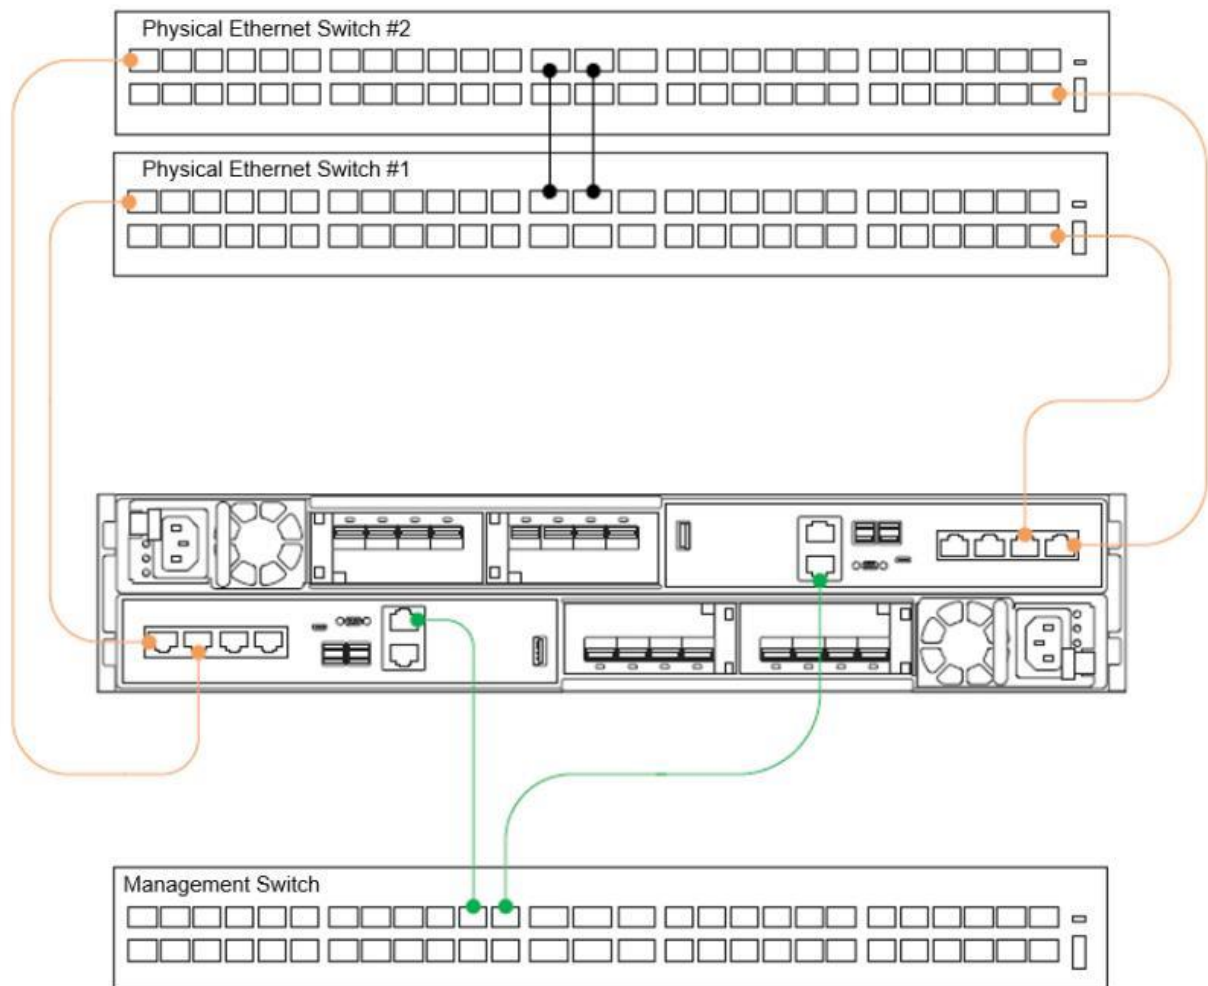 Physical Ethernet Switch #2
Physical Ethernet Switch #1
Management Switch